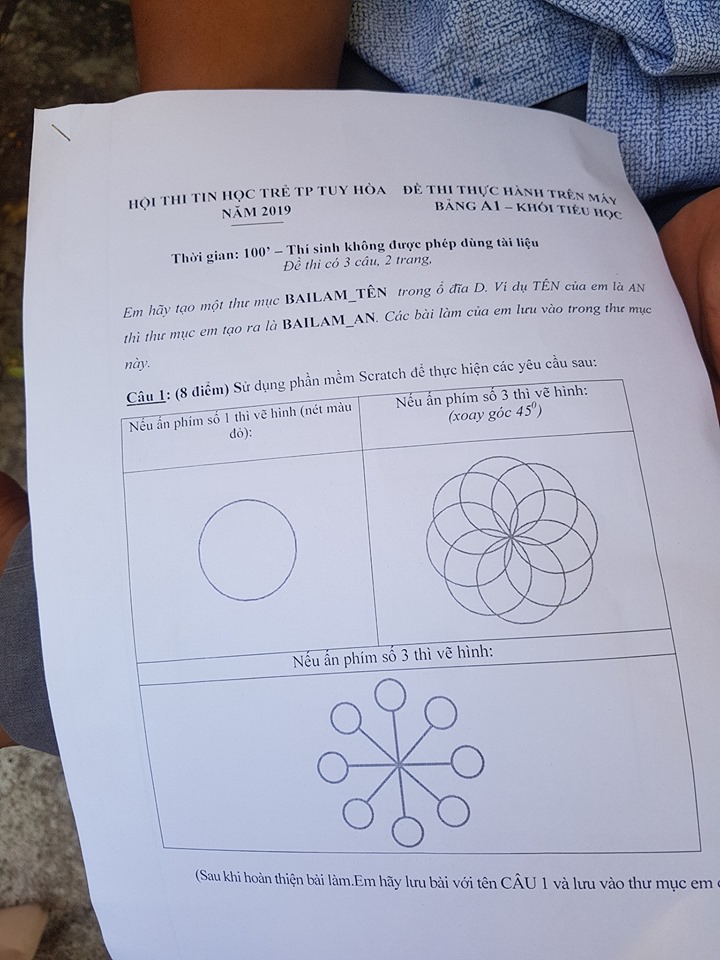 HỘI THI TIN HỌC TRẺ TP TUY HÒA
NĂM 2019
ĐỀ THI THỰC HÀNH TRÊN MÁY
BẢNG A1 – KHỐI TIỂU HỌC
Thời gian: 100’ – Thí sinh không được phép dùng tài liệu
Đề thi có 3 câu, 2 trang.
Em hãy tạo một thư mục BAILAM_TÊN trong ổ đĩa D. Ví dụ TÊN của em là AN
thì thư mục em tạo ra là BAILAM_AN. Các bài làm của em lưu vào trong thư mục
này.
Câu 1: (8 điểm) Sử dụng phần mềm Scratch để thực hiện các yêu cầu sau:
Nếu ấn phím số 1 thì vẽ hình (nét màu
đỏ):
Nếu ấn phím số 3 thì vẽ hình:
(xoay góc 45⁰)
Nếu ấn phím số 3 thì vẽ hình:
(Sau khi hoàn thiện bài làm.Em hãy lưu bài với tên CÂU 1 và lưu vào thư mục em